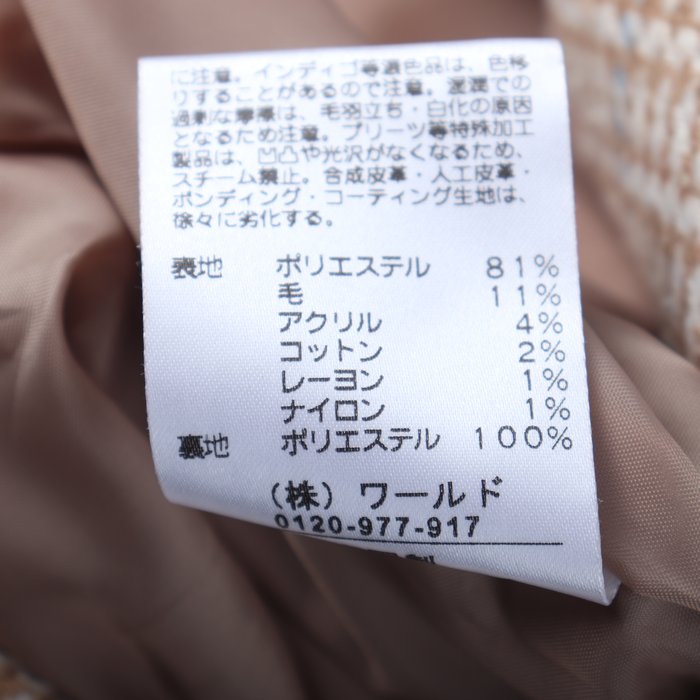 に注意。インディゴ等濃色品は、色移
りすることがあるので注意。湿潤での
過剰な摩擦は、毛羽立ち・白化の原因
となるため注意。プリーツ等特殊加工
製品は、凹凸や光沢がなくなるため、
スチーム禁止。合成皮革・人工皮革・
ボンディング・コーティング生地は、
徐々に劣化する。
表地 ポリエステル 81%
毛 11%
アクリル 4%
コットン 2%
レーヨン 1%
ナイロン 1%
裏地 ポリエステル 100%
(株) ワールド
0120-977-917